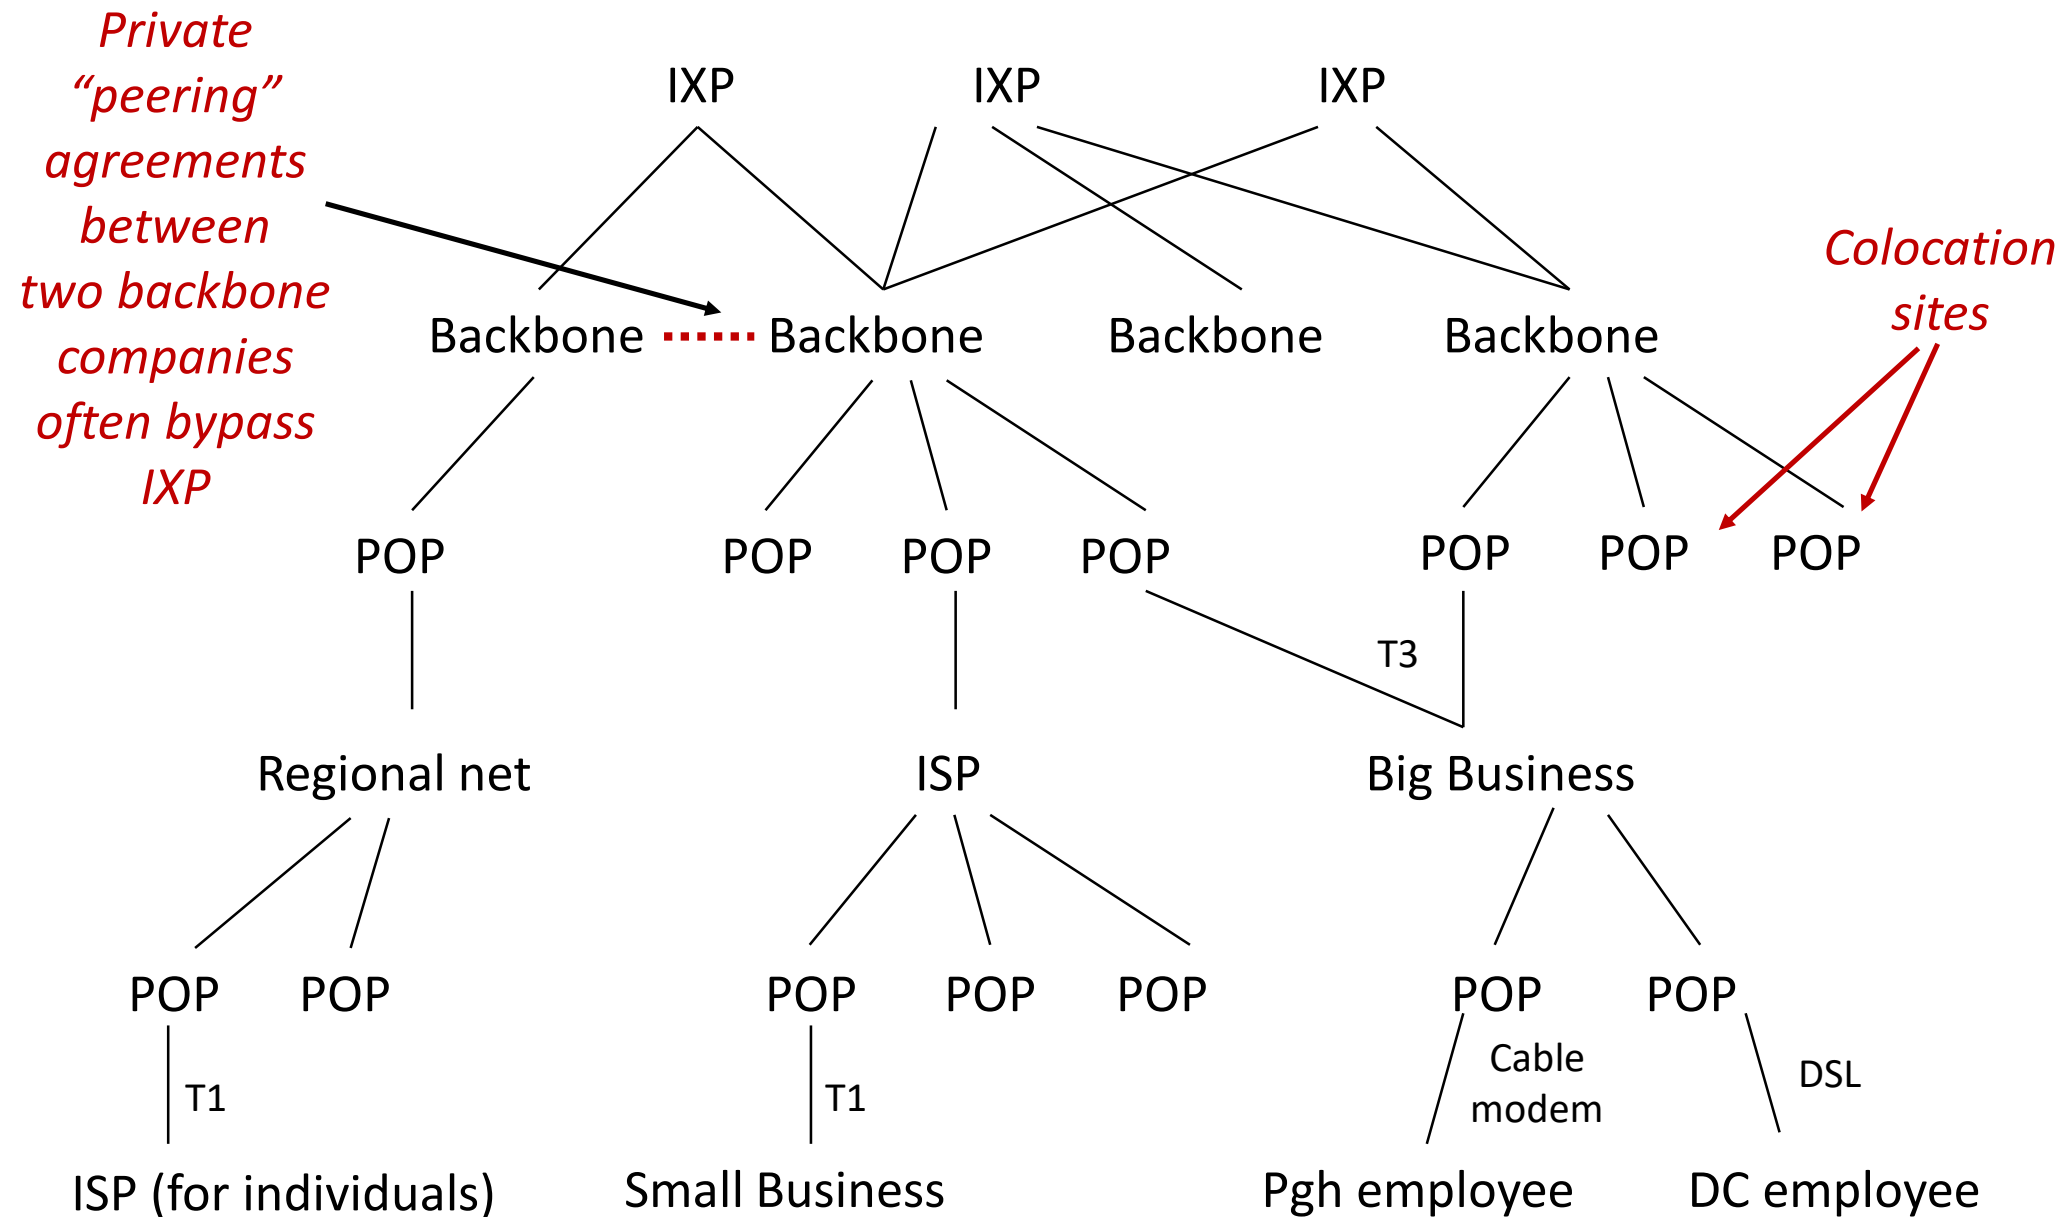 Private
“peering”
agreements
between
two backbone
companies
often bypass
IXP
IXP
IXP
IXP
Colocation
sites
Backbone
Backbone
Backbone
Backbone
POP
POP
POP
POP
POP
POP
POP
T3
Regional net
ISP
Big Business
POP
POP
POP
POP
POP
POP
POP
T1
T1
Cable
modem
DSL
ISP (for individuals)
Small Business
Pgh employee
DC employee